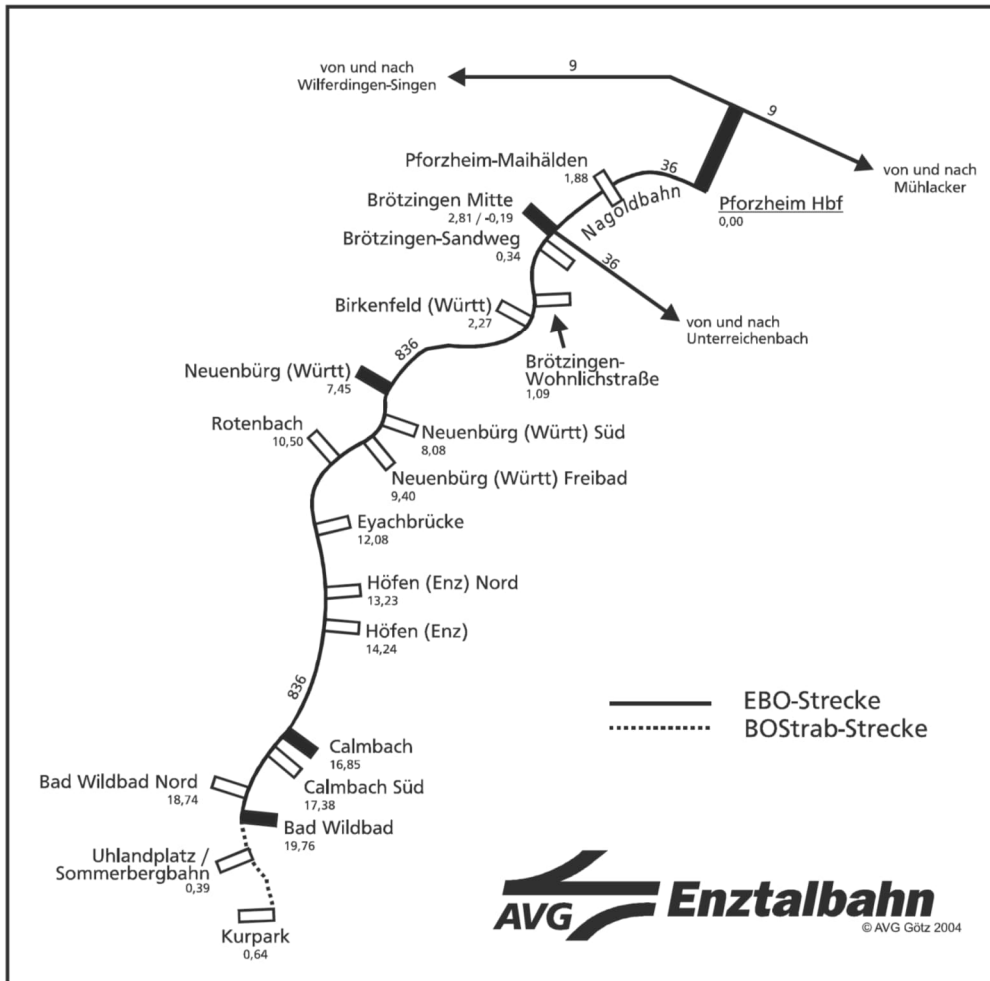 9
von und nach
Wilferdingen-Singen
9
von und nach
Mühlacker
Pforzheim-Maihälden
1,88
36
Nagoldbahn
Pforzheim Hbf
0,00
Brötzingen Mitte
2,81 / -0,19
Brötzingen-Sandweg
0,34
36
von und nach
Unterreichenbach
Birkenfeld (Württ)
2,27
Brötzingen-
Wohnlichstraße
1,09
836
Neuenbürg (Württ)
7,45
Rotenbach
10,50
Neuenbürg (Württ) Süd
8,08
Neuenbürg (Württ) Freibad
9,40
Eyachbrücke
12,08
Höfen (Enz) Nord
13,23
Höfen (Enz)
14,24
836
EBO-Strecke
BOStrab-Strecke
Calmbach
16,85
Calmbach Süd
17,38
Bad Wildbad Nord
18,74
Bad Wildbad
19,76
Uhlandplatz /
Sommerbergbahn
0,39
Kurpark
0,64
AVG
Enztalbahn
© AVG Götz 2004